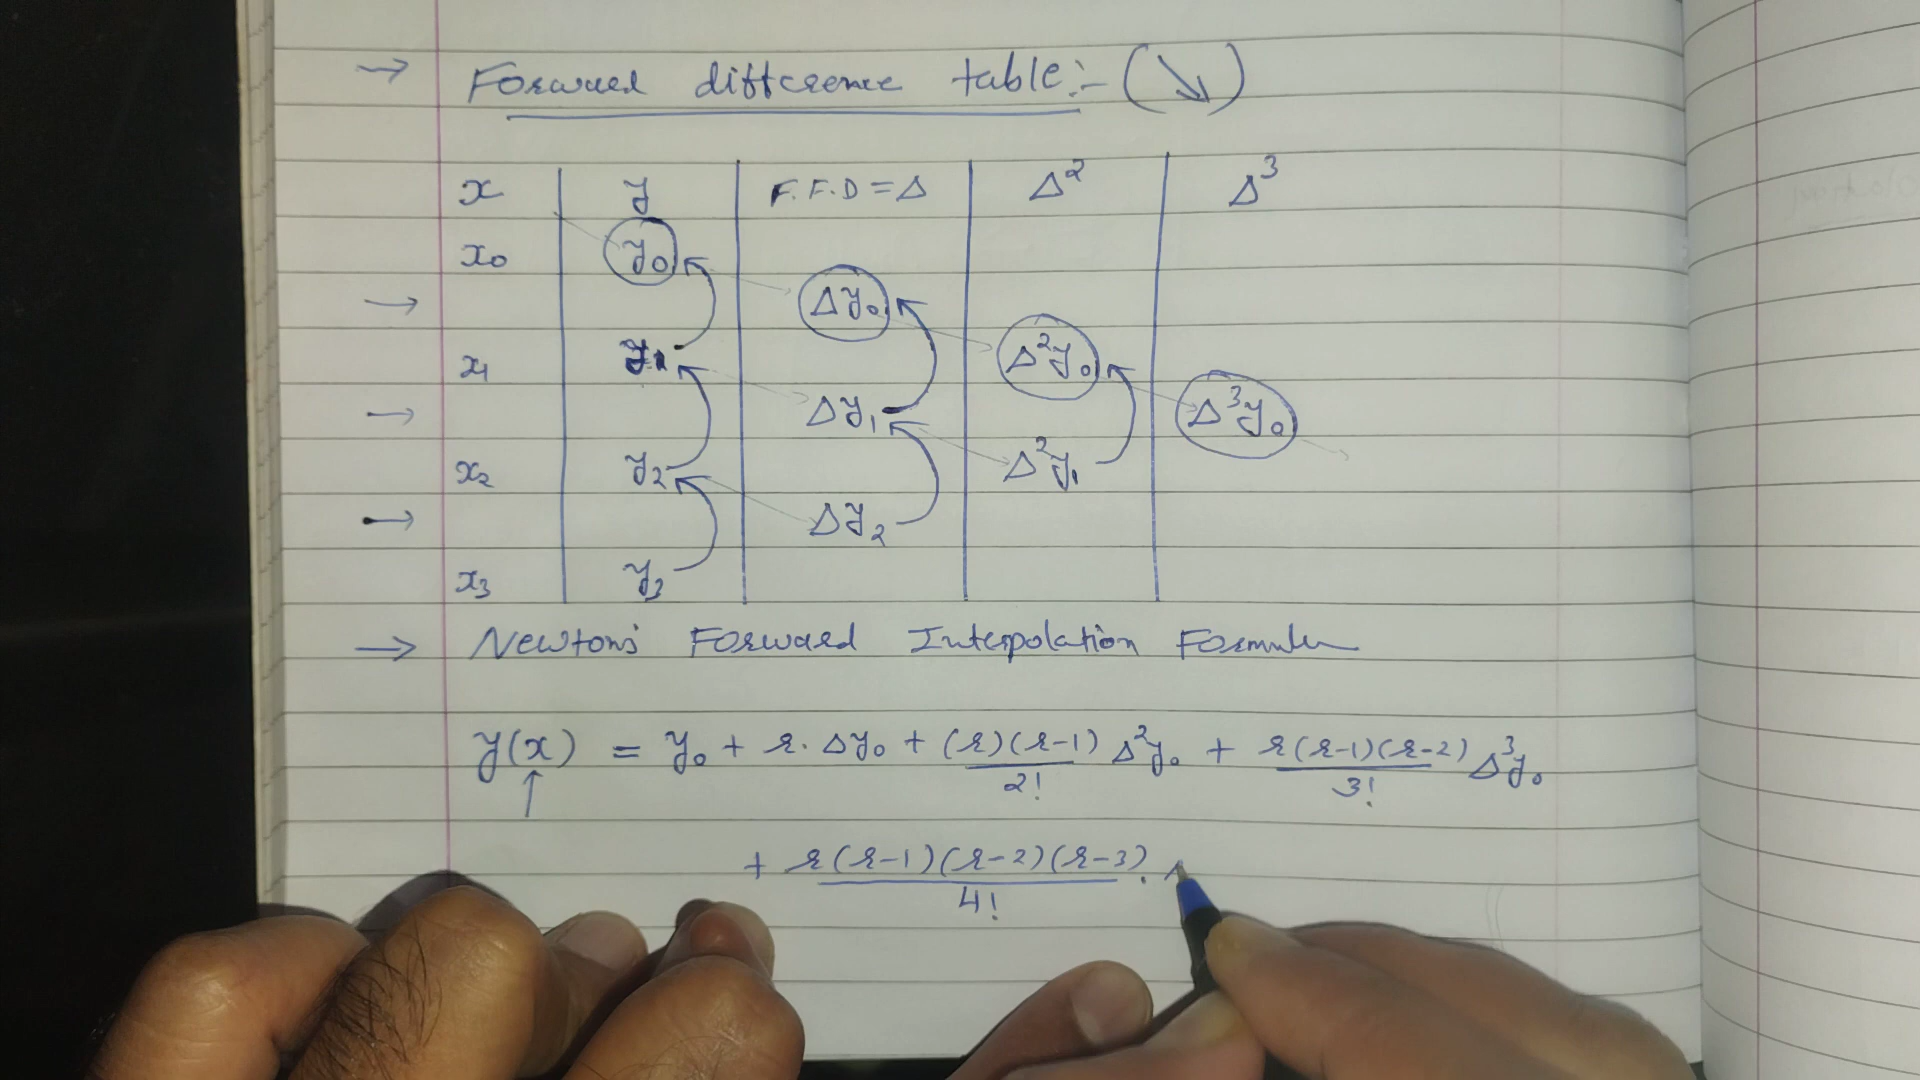 → Forward difference table:- (↘)
x y F.F.D = Δ Δ² Δ³
x₀ y₀
→ Δy₀
x₁ y₁ Δ²y₀
→ Δy₁ Δ³y₀
x₂ y₂ Δ²y₁
→ Δy₂
x₃ y₃
→ Newton's Forward Interpolation Formula
y(x) = y₀ + r. Δy₀ + (r)(r-1)/2! Δ²y₀ + r(r-1)(r-2)/3! Δ³y₀
↑
+ r(r-1)(r-2)(r-3)/4! .